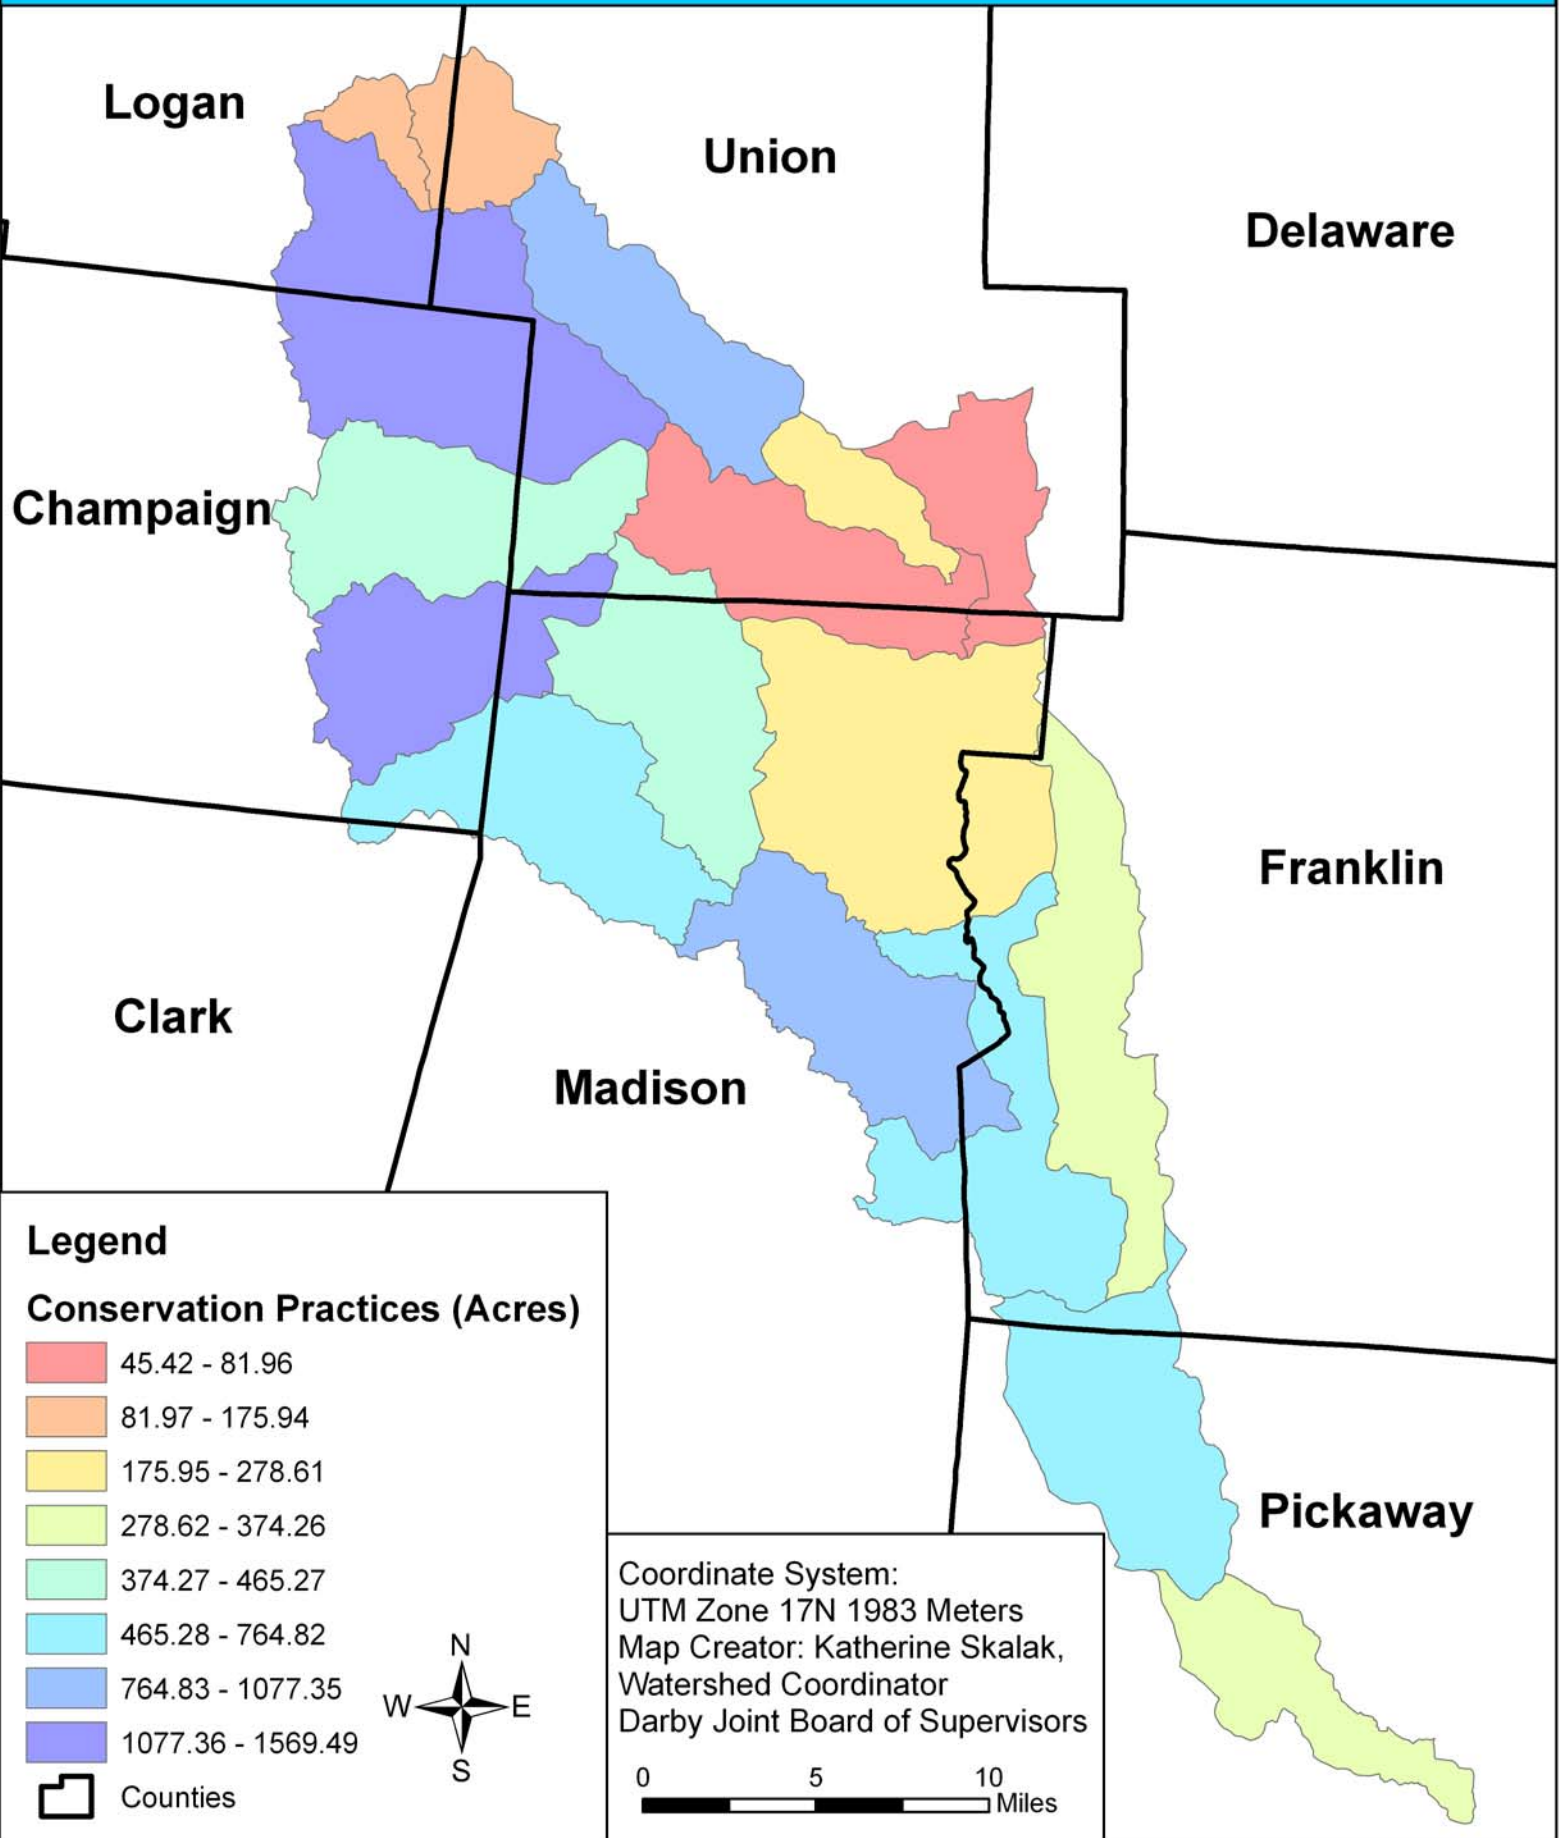 Logan
Union
Delaware
Champaign
Franklin
Clark
Madison
Pickaway
Legend
Conservation Practices (Acres)
45.42 - 81.96
81.97 - 175.94
175.95 - 278.61
278.62 - 374.26
374.27 - 465.27
465.28 - 764.82
764.83 - 1077.35
1077.36 - 1569.49
Counties
N
W E
S
Coordinate System:
UTM Zone 17N 1983 Meters
Map Creator: Katherine Skalak,
Watershed Coordinator
Darby Joint Board of Supervisors
0 5 10
Miles